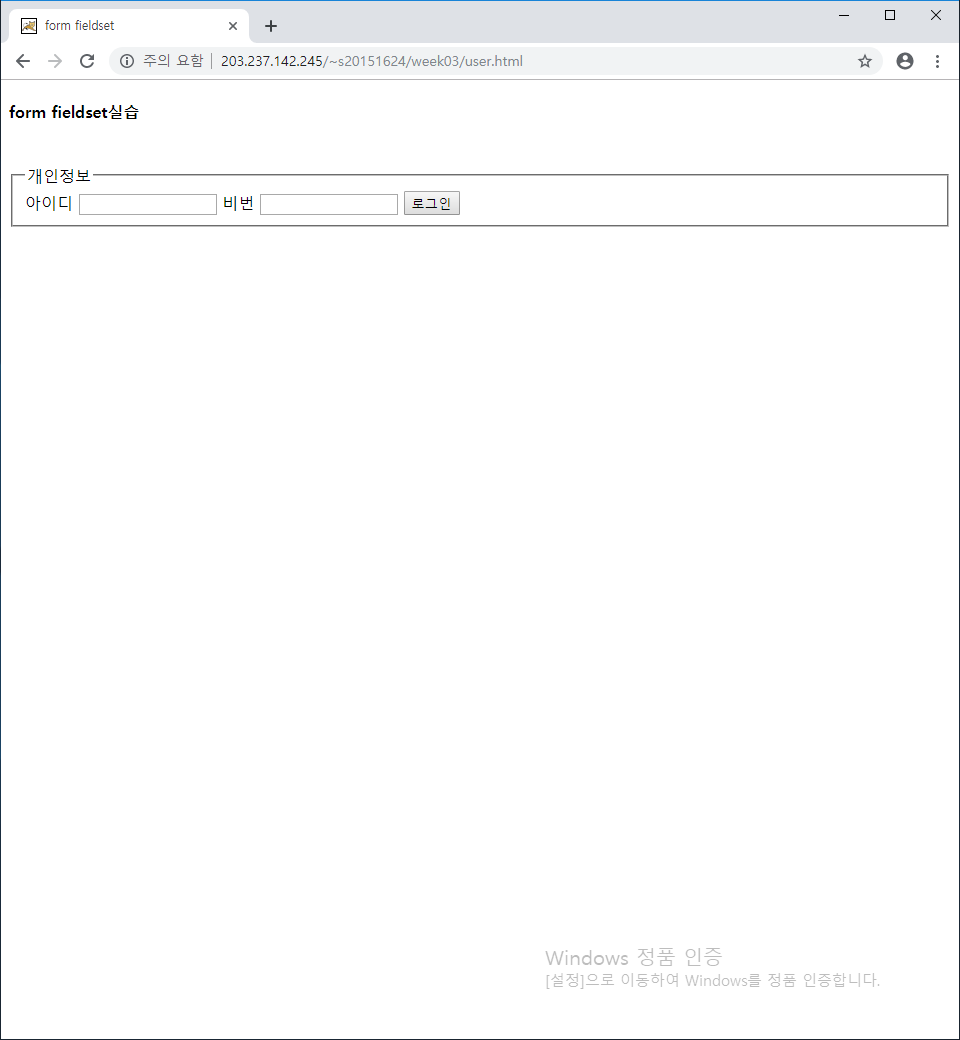 form fieldset
주의 요함 | 203.237.142.245/~s20151624/week03/user.html
form fieldset실습
개인정보
아이디 비번 로그인
Windows 정품 인증
[설정]으로 이동하여 Windows를 정품 인증합니다.